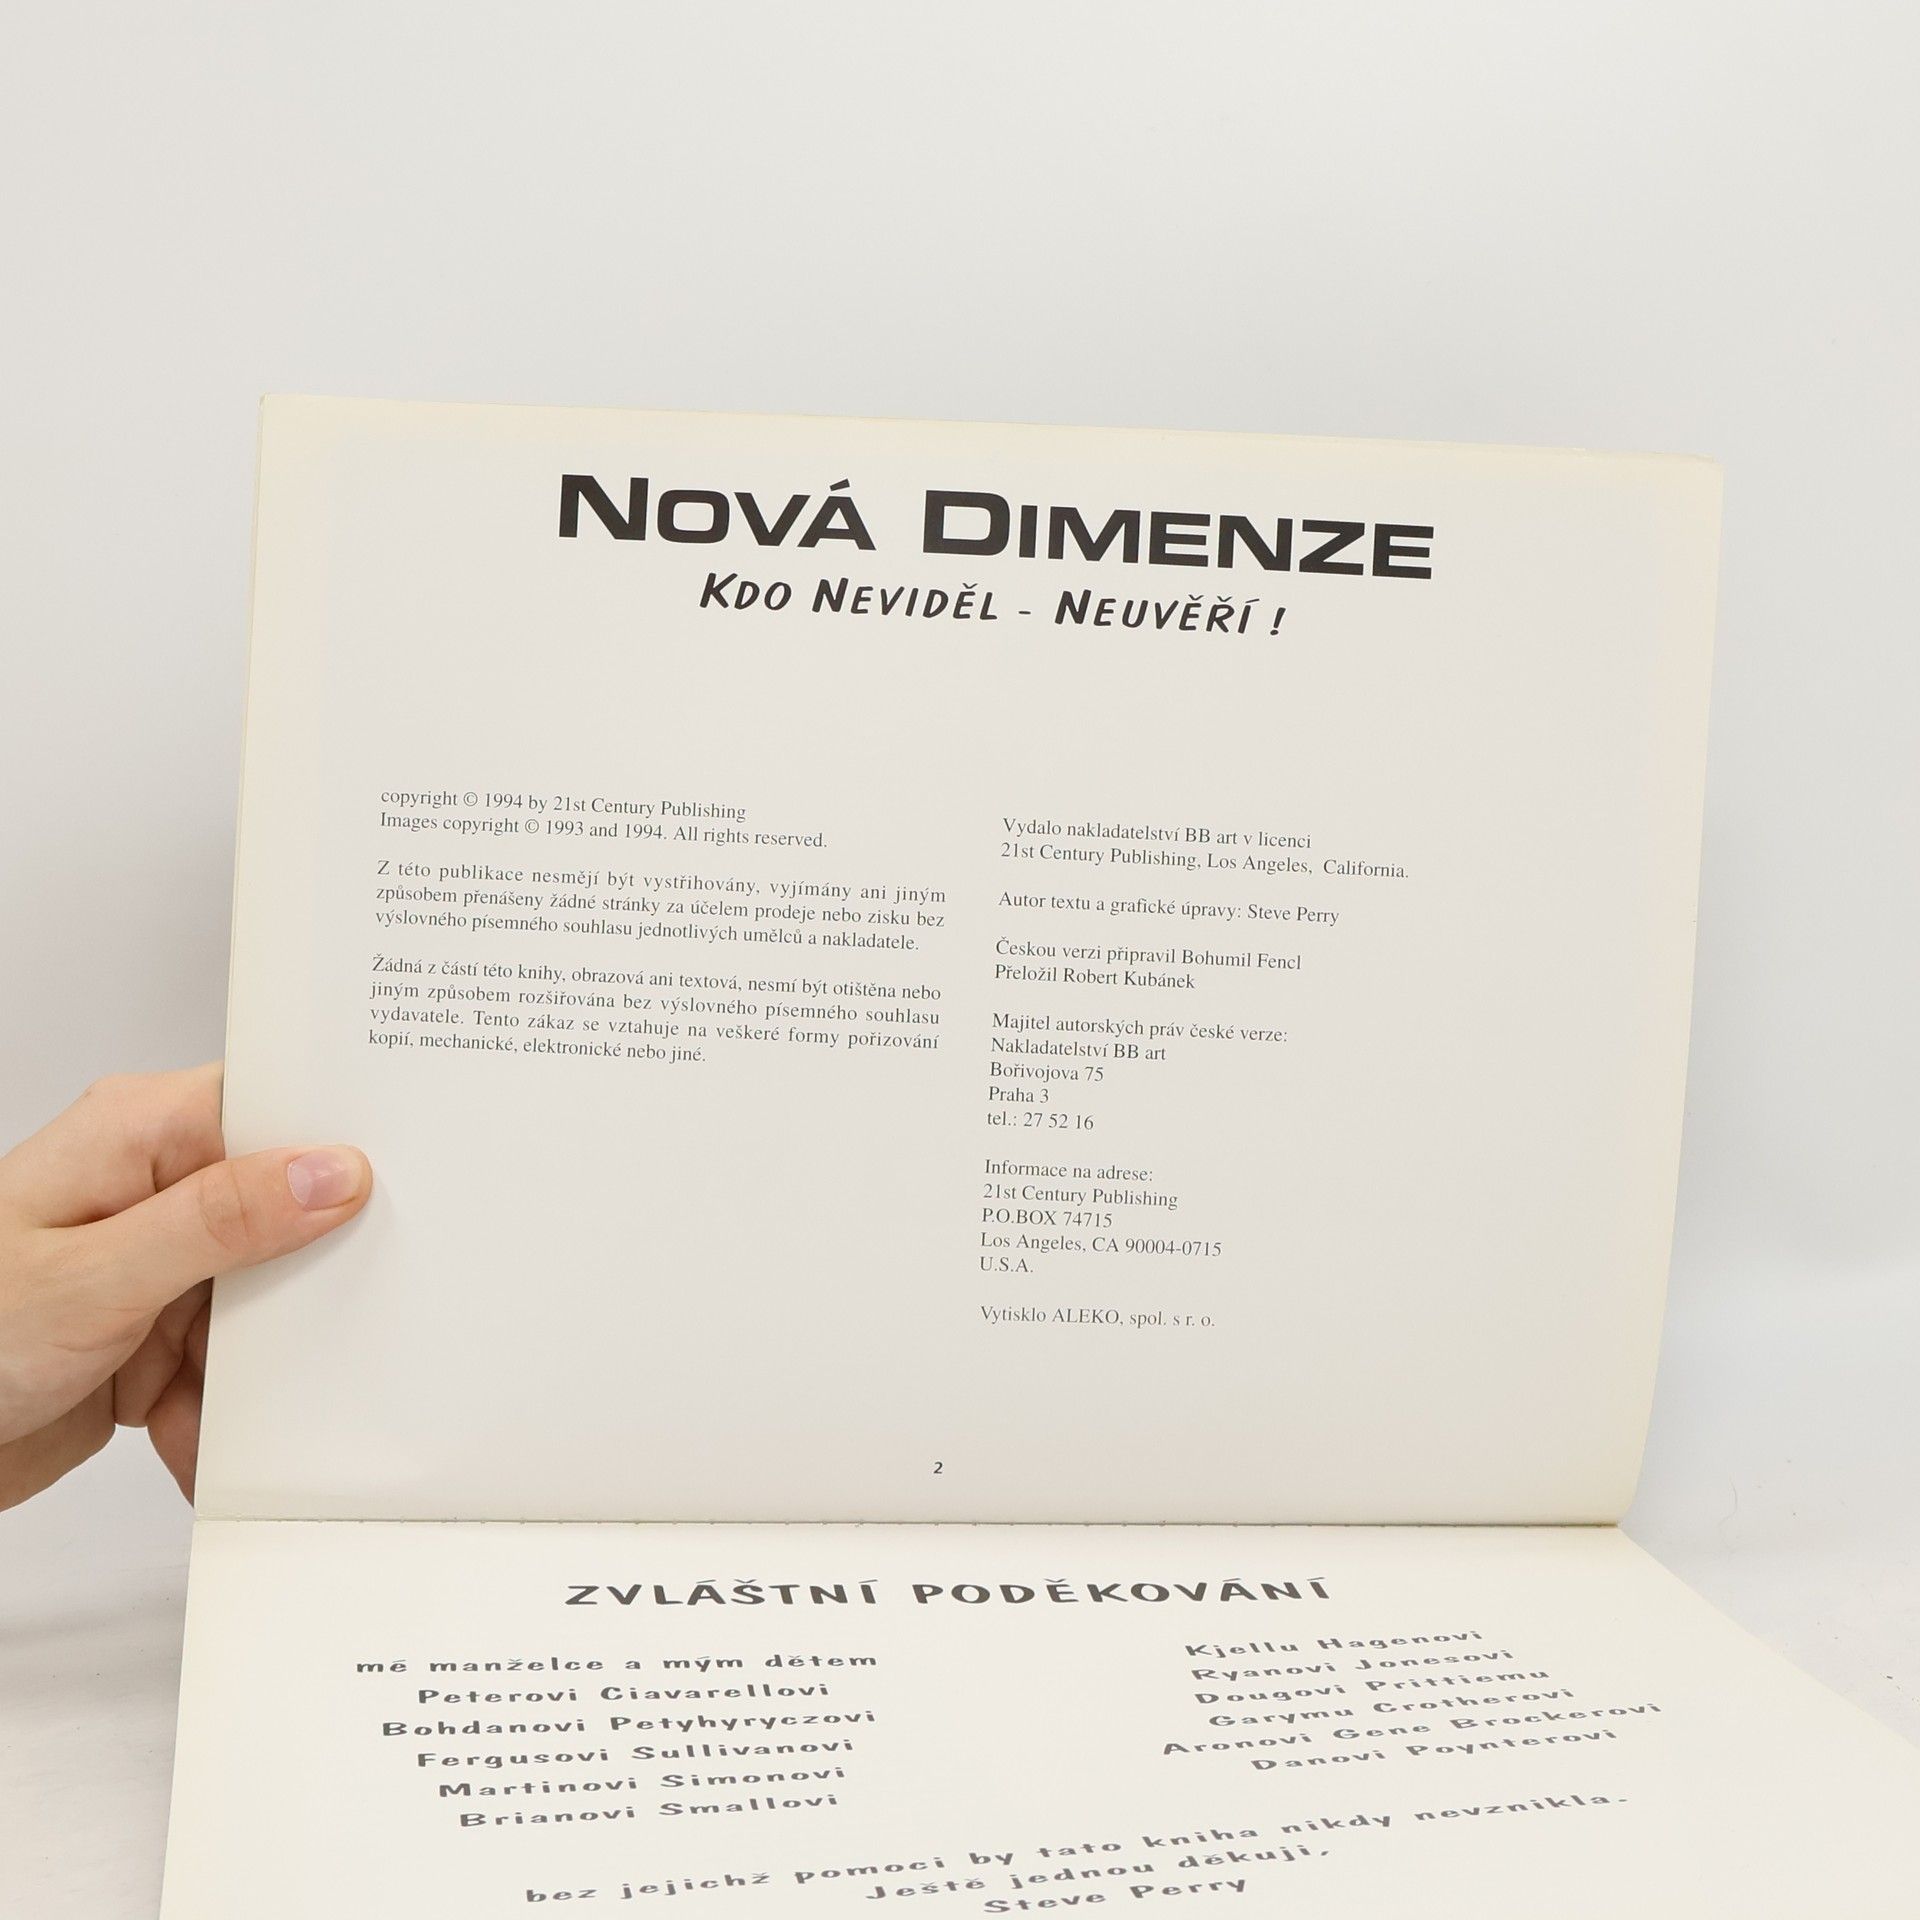 NOVÁ DIMENZE
KDO NEVIDĚL - NEUVĚŘÍ !
copyright © 1994 by 21st Century Publishing
Images copyright © 1993 and 1994. All rights reserved.
Z této publikace nesmějí být vystřihovány, vyjímány ani jiným
způsobem přenášeny žádné stránky za účelem prodeje nebo zisku bez
výslovného písemného souhlasu jednotlivých umělců a nakladatele.
Žádná z částí této knihy, obrazová ani textová, nesmí být otištěna nebo
jiným způsobem rozšiřována bez výslovného písemného souhlasu
vydavatele. Tento zákaz se vztahuje na veškeré formy pořizování
kopií, mechanické, elektronické nebo jiné.
Vydalo nakladatelství BB art v licenci
21st Century Publishing, Los Angeles, California.
Autor textu a grafické úpravy: Steve Perry
Českou verzi připravil Bohumil Fencl
Přeložil Robert Kubánek
Majitel autorských práv české verze:
Nakladatelství BB art
Bořivojova 75
Praha 3
tel.: 27 52 16
Informace na adrese:
21st Century Publishing
P.O.BOX 74715
Los Angeles, CA 90004-0715
U.S.A.
Vytisklo ALEKO, spol. s r. o.
2
ZVLÁŠTNÍ PODĚKOVÁNÍ
mé manželce a mým dětem
Peterovi Ciavarellovi
Bohdanovi Petyhyryczovi
Fergusovi Sullivanovi
Martinovi Simonovi
Brianovi Smallovi
Kjellu Hagenovi
Ryanovi Jonesovi
Dougovi Prittiemu
Garymu Crotherovi
Aronovi Gene Brockerovi
Danovi Poynterovi
bez jejichž pomoci by tato kniha nikdy nevznikla.
Ještě jednou děkuji,
Steve Perry